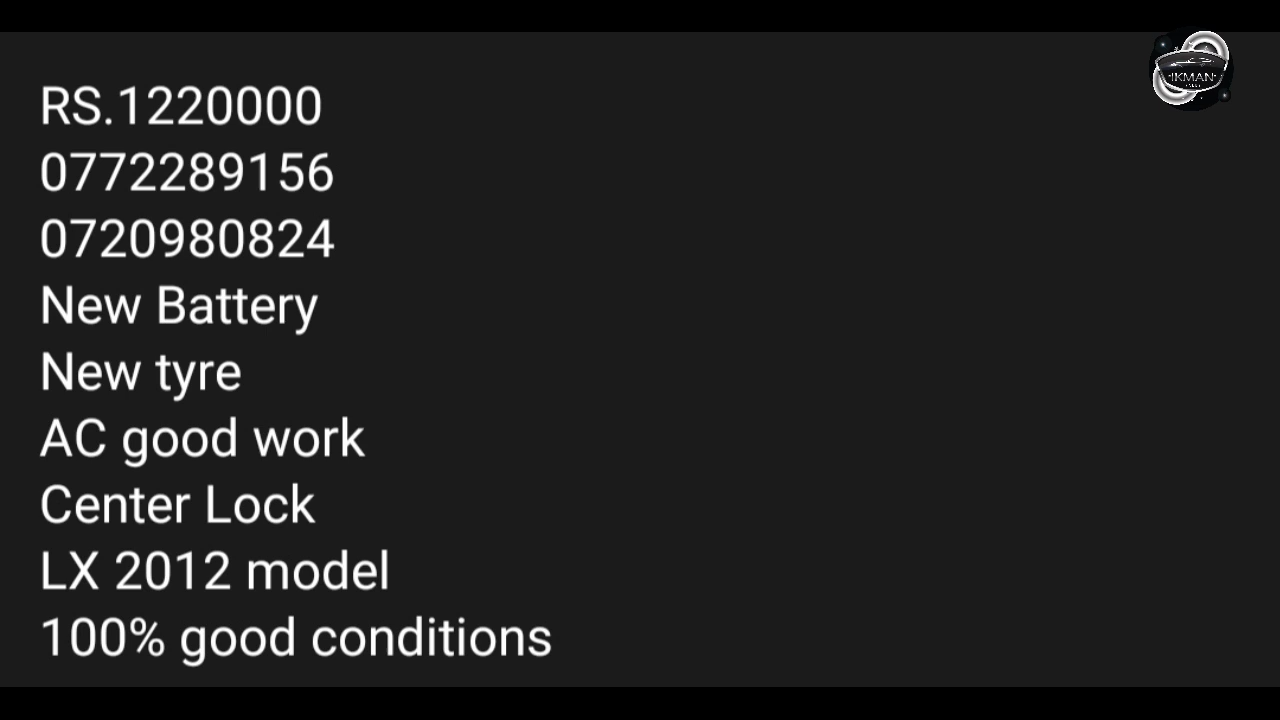 RS.1220000
0772289156
0720980824
New Battery
New tyre
AC good work
Center Lock
LX 2012 model
100% good conditions
IKMAN